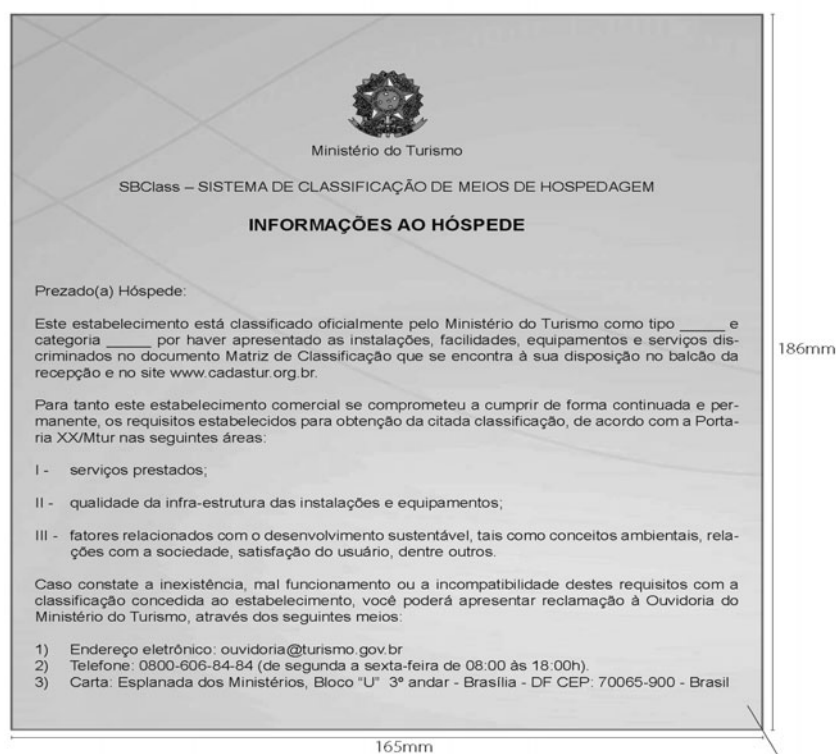 Ministério do Turismo
SBClass – SISTEMA DE CLASSIFICAÇÃO DE MEIOS DE HOSPEDAGEM
INFORMAÇÕES AO HÓSPEDE
Prezado(a) Hóspede:
Este estabelecimento está classificado oficialmente pelo Ministério do Turismo como tipo _____ e
categoria _____ por haver apresentado as instalações, facilidades, equipamentos e serviços dis-
criminados no documento Matriz de Classificação que se encontra à sua disposição no balcão da
recepção e no site www.cadastur.org.br.
Para tanto este estabelecimento comercial se comprometeu a cumprir de forma continuada e per-
manente, os requisitos estabelecidos para obtenção da citada classificação, de acordo com a Porta-
ria XX/Mtur nas seguintes áreas:
I - serviços prestados;
II - qualidade da infra-estrutura das instalações e equipamentos;
III - fatores relacionados com o desenvolvimento sustentável, tais como conceitos ambientais, rela-
ções com a sociedade, satisfação do usuário, dentre outros.
Caso constate a inexistência, mal funcionamento ou a incompatibilidade destes requisitos com a
classificação concedida ao estabelecimento, você poderá apresentar reclamação à Ouvidoria do
Ministério do Turismo, através dos seguintes meios:
1) Endereço eletrônico: ouvidoria@turismo.gov.br
2) Telefone: 0800-606-84-84 (de segunda a sexta-feira de 08:00 às 18:00h).
3) Carta: Esplanada dos Ministérios, Bloco "U" 3º andar - Brasília - DF CEP: 70065-900 - Brasil
186mm
165mm